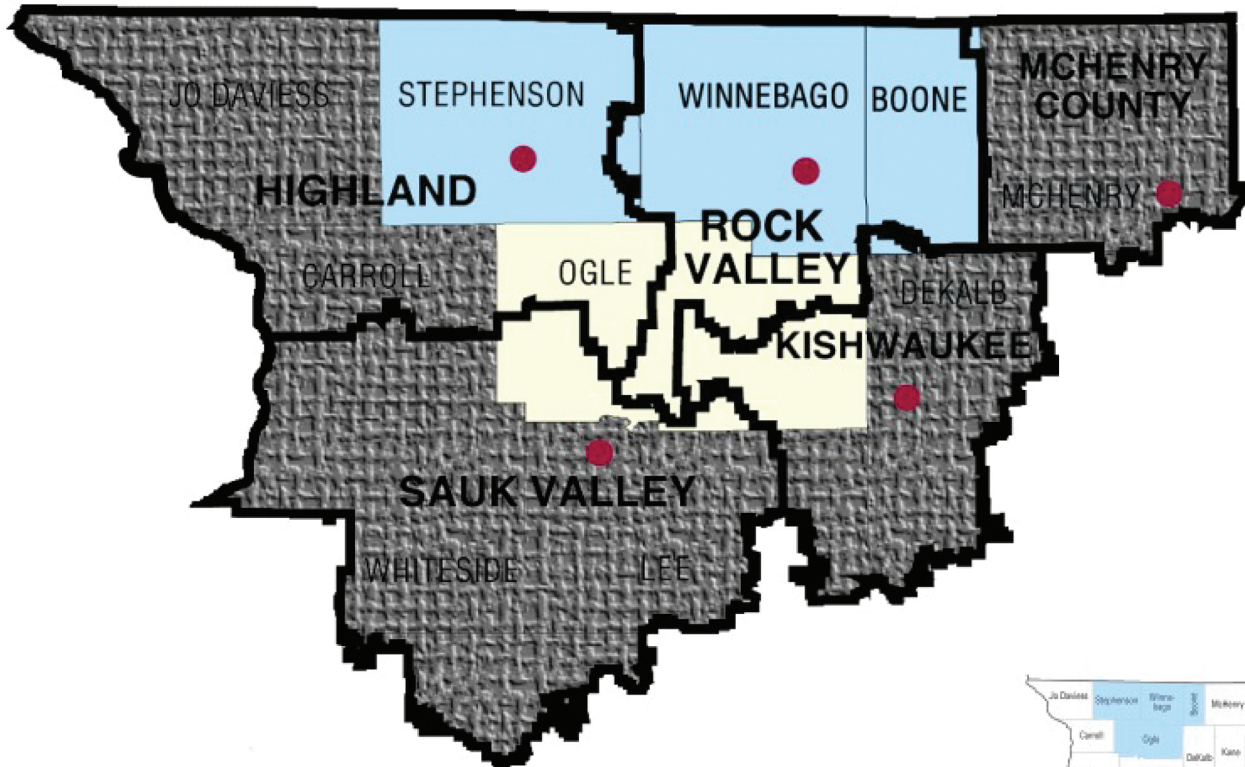 JO DAVIESS
STEPHENSON
WINNEBAGO
BOONE
MCHENRY
COUNTY
HIGHLAND
MCHENRY
ROCK
VALLEY
CARROLL
OGLE
DEKALB
KISHWAUKEE
SAUK VALLEY
WHITESIDE
LEE
Jo Daviess
Stephenson
Winne-
bago
Boone
McHenry
Carroll
Ogle
DeKalb
Kane